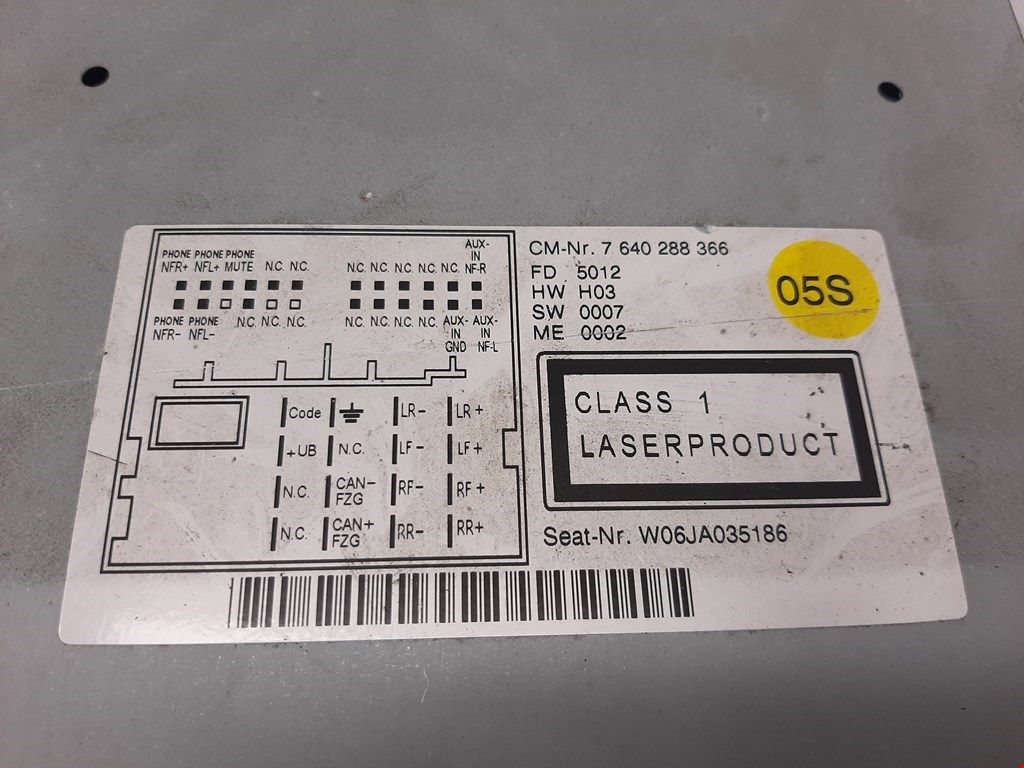 PHONE PHONE PHONE
NFR+ NFL+ MUTE N.C. N.C.
N.C. N.C. N.C. N.C. N.C.
AUX-
IN
NF-R
PHONE PHONE
NFR- NFL-
N.C. N.C. N.C.
N.C. N.C. N.C. N.C.
AUX- AUX-
IN IN
GND NF-L
Code LR- LR+
+UB N.C. LF- LF+
N.C. CAN- FZG RF- RF+
N.C. CAN+ FZG RR- RR+
CM-Nr. 7 640 288 366
FD 5012
HW H03
SW 0007
ME 0002
05S
CLASS 1
LASERPRODUCT
Seat-Nr. W06JA035186